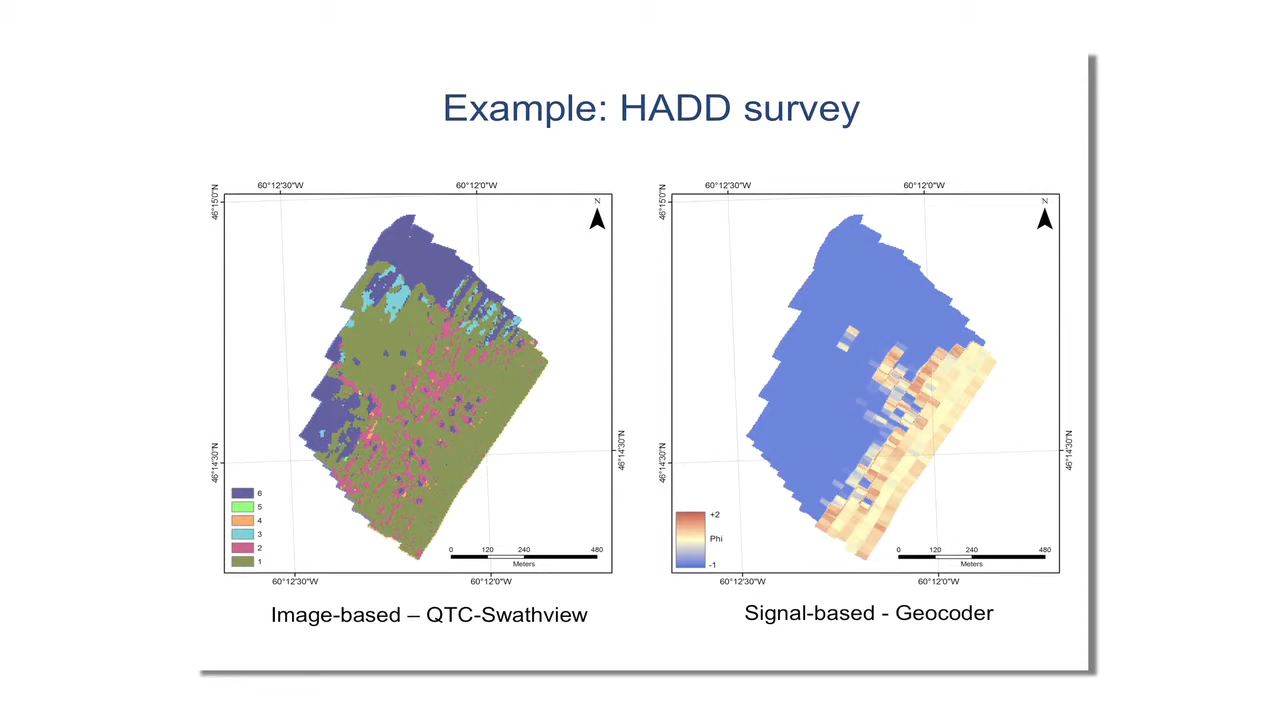 Example: HADD survey
60°12'30"W
60°12'0"W
46°15'0"N
N
46°14'30"N
46°14'30"N
6
5
4
3
2
1
0 120 240 480
Meters
60°12'30"W
60°12'0"W
Image-based – QTC-Swathview
60°12'30"W
60°12'0"W
46°15'0"N
N
46°14'30"N
46°14'30"N
+2
Phi
-1
0 120 240 480
Meters
60°12'30"W
60°12'0"W
Signal-based - Geocoder